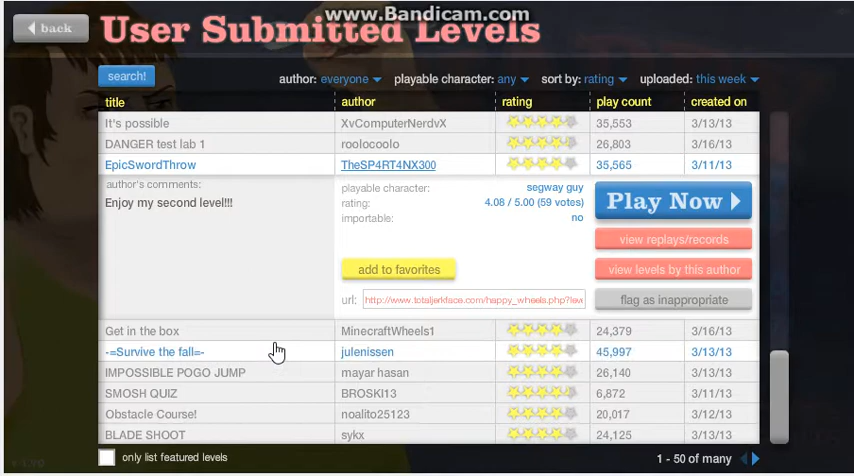 www.Bandicam.com
back
User Submitted Levels
search!
author: everyone playable character: any sort by: rating uploaded: this week
title author rating play count created on
It's possible XvComputerNerdvX 35,553 3/13/13
DANGER test lab 1 roolocoolo 26,803 3/16/13
EpicSwordThrow TheSP4RT4NX300 35,565 3/11/13
author's comments:
Enjoy my second level!!!
playable character: segway guy
rating: 4.08 / 5.00 (59 votes)
importable: no
Play Now
view replays/records
add to favorites
view levels by this author
url: http://www.totaljerkface.com/happy_wheels.php?leve
flag as inappropriate
Get in the box MinecraftWheels1 24,379 3/16/13
-=Survive the fall=- julenissen 45,997 3/13/13
IMPOSSIBLE POGO JUMP mayar hasan 26,140 3/13/13
SMOSH QUIZ BROSKI13 6,872 3/11/13
Obstacle Course! noalito25123 20,017 3/12/13
BLADE SHOOT sykx 24,125 3/13/13
only list featured levels
1 - 50 of many